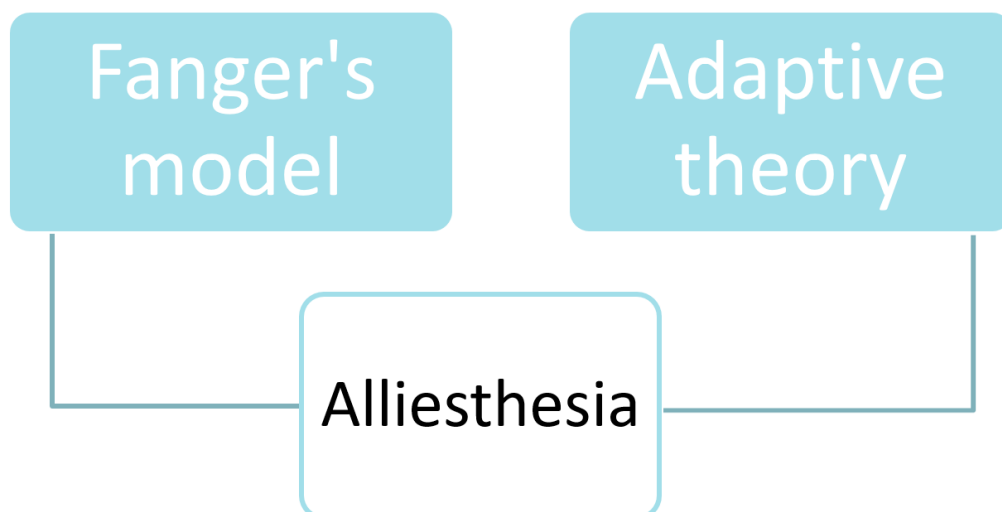 Fanger's
model
Adaptive
theory
Alliesthesia